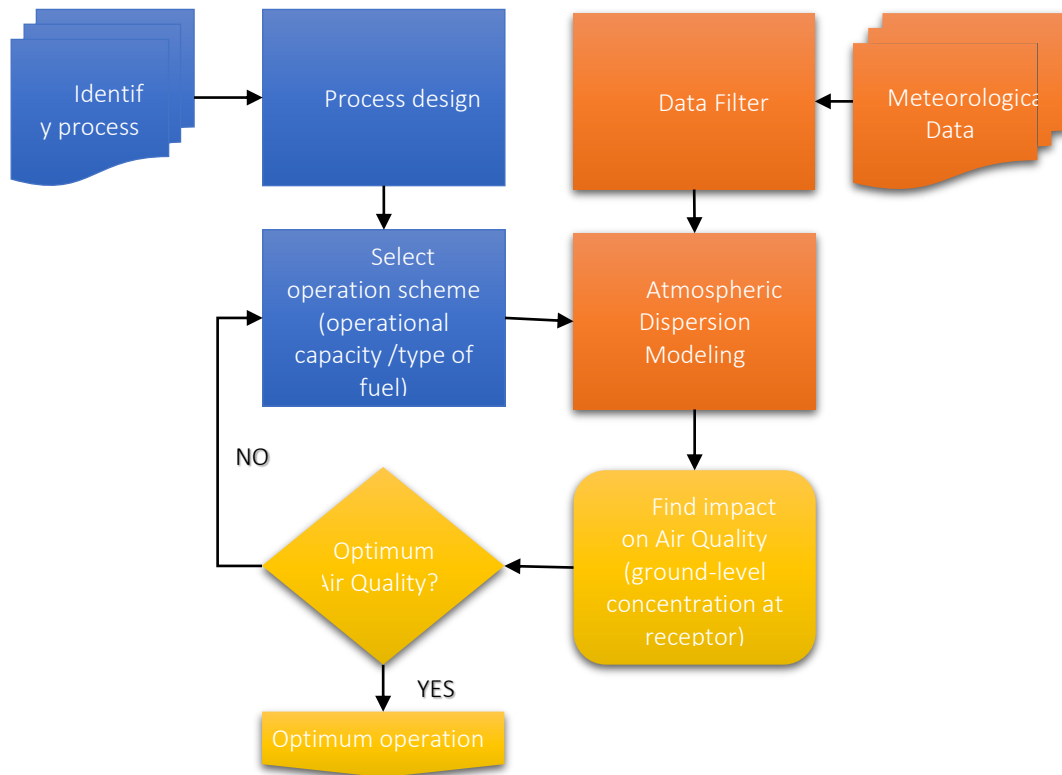 Identif
y process
Process design
Data Filter
Meteorologica
Data
Select
operation scheme
(operational
capacity /type of
fuel)
Atmospheric
Dispersion
Modeling
NO
Optimum
Air Quality?
Find impact
on Air Quality
(ground-level
concentration at
receptor)
YES
Optimum operation